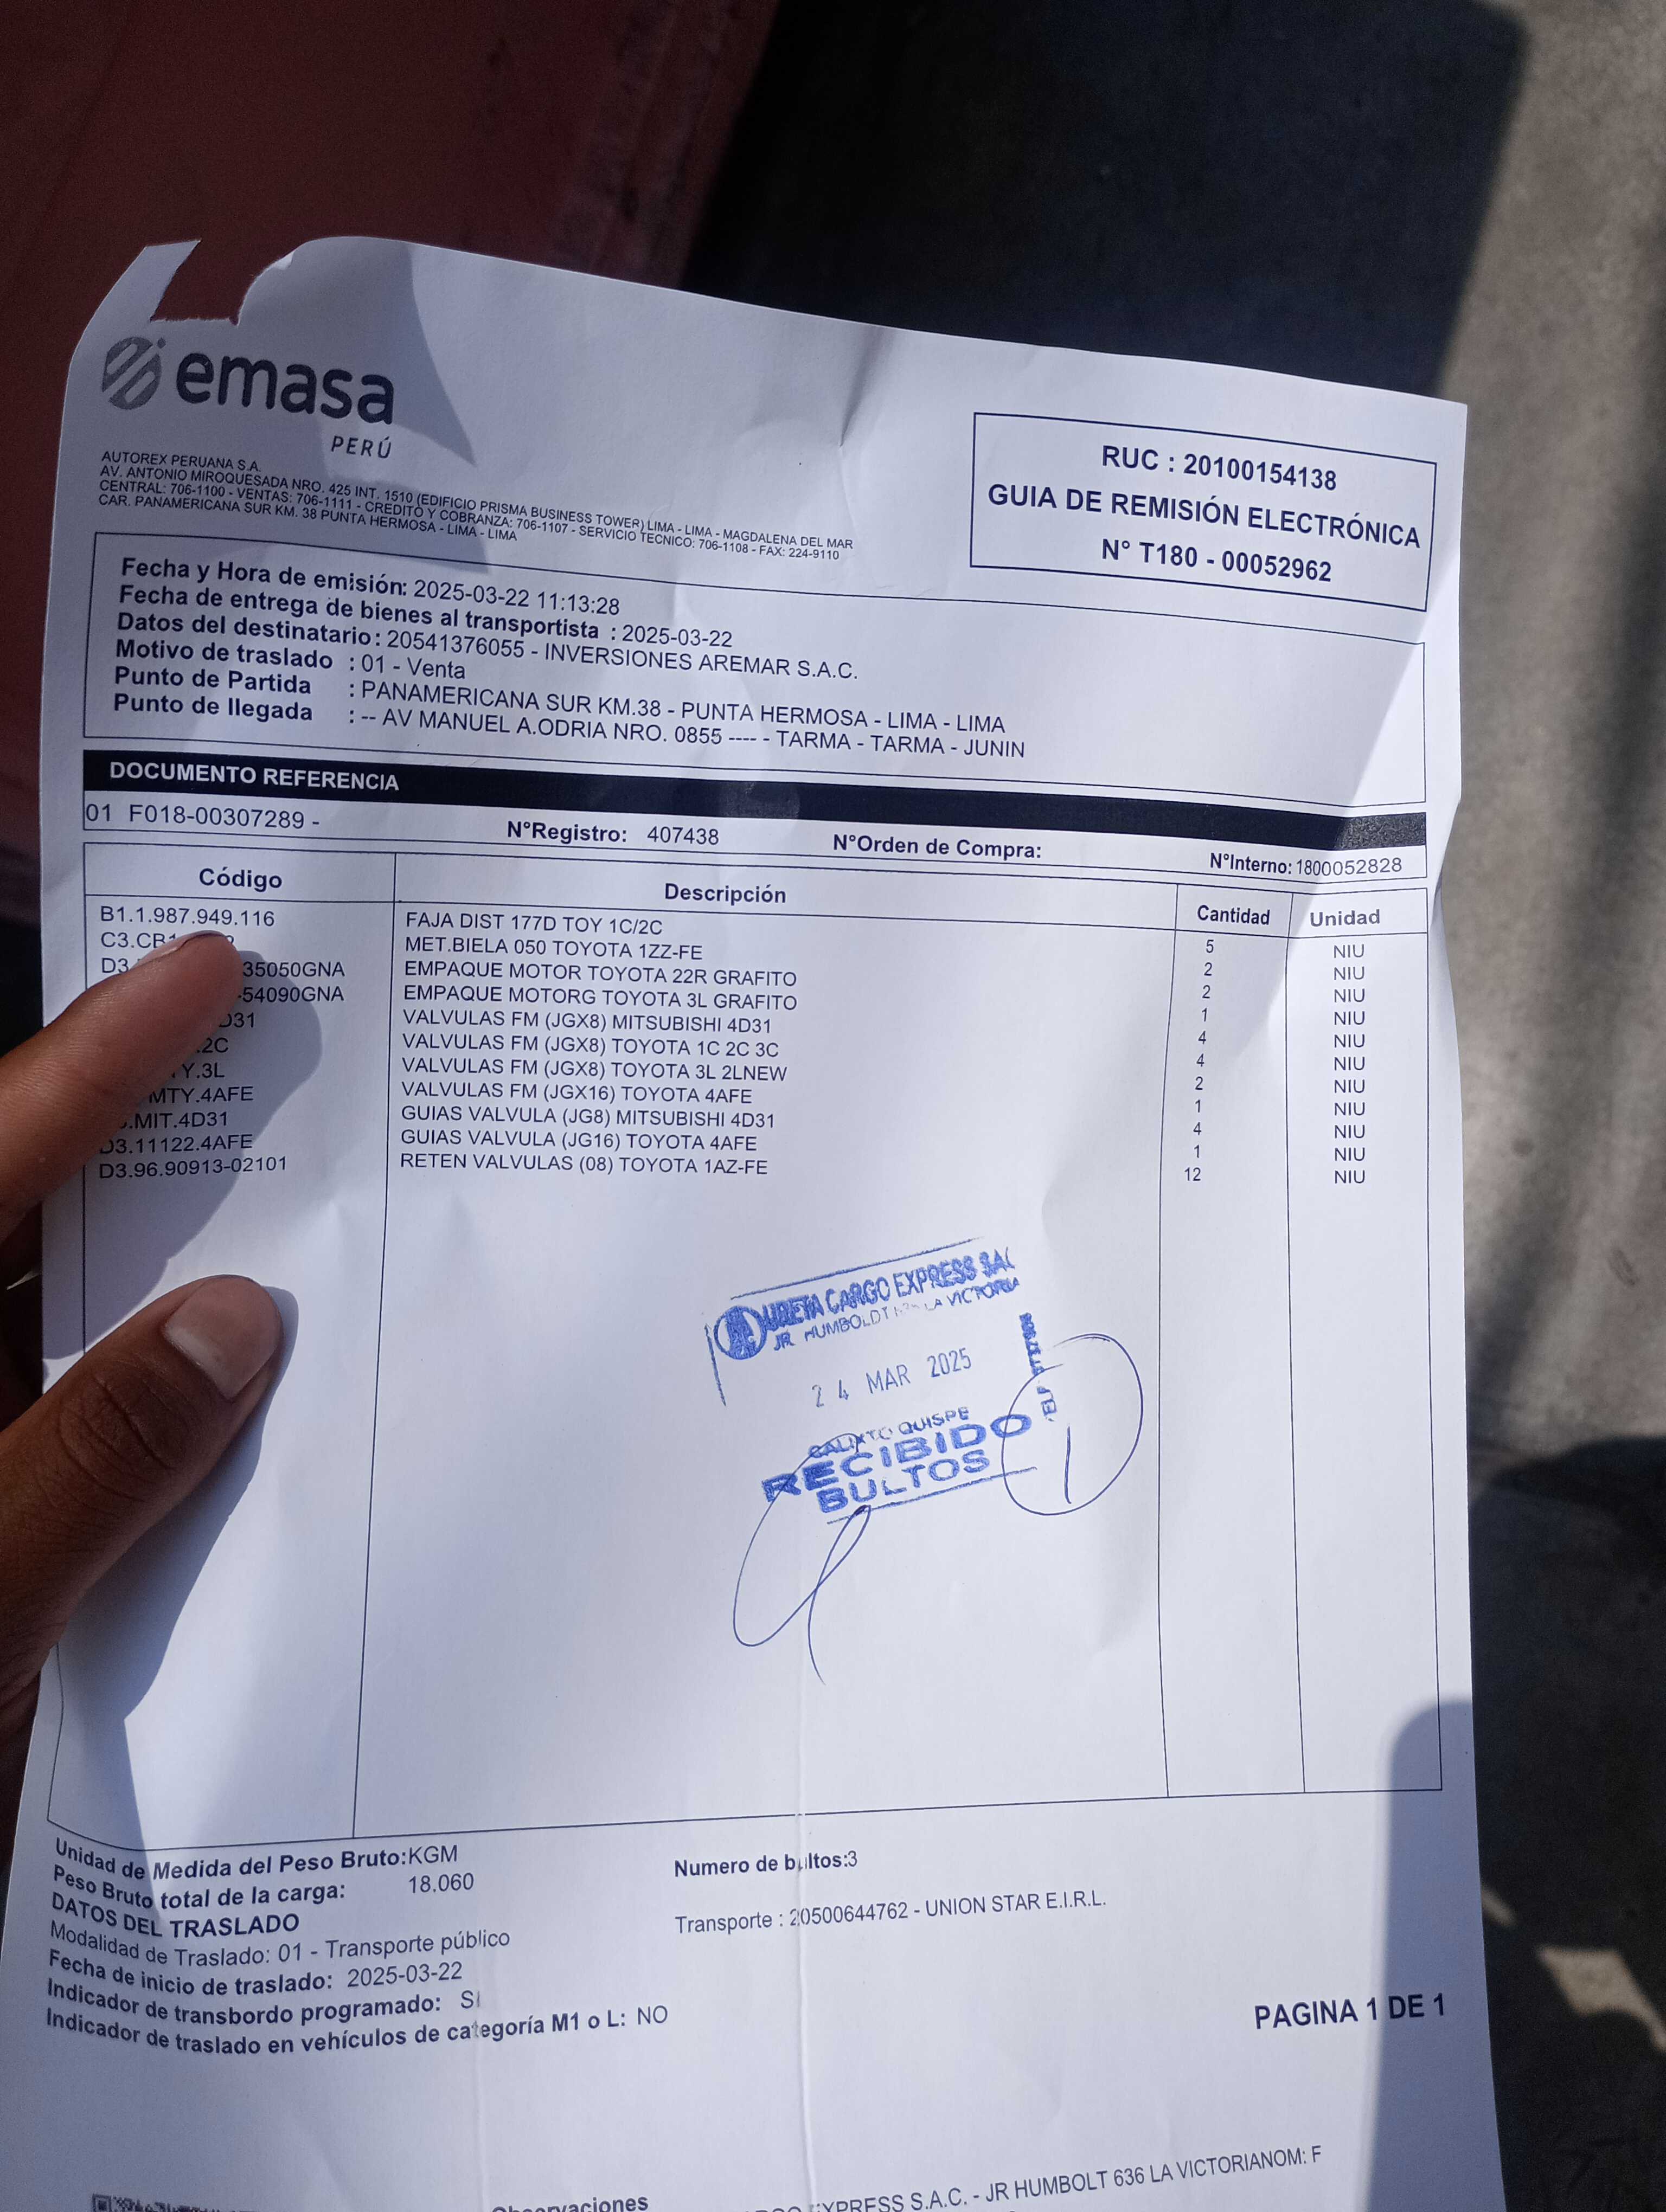 emasa
PERÚ
AUTOREX PERUANA S.A.
AV. ANTONIO MIROQUESADA NRO. 425 INT. 1510 (EDIFICIO PRISMA BUSINESS TOWER) LIMA - LIMA - MAGDALENA DEL MAR
CENTRAL: 706-1100 - VENTAS: 706-1111 - CREDITO Y COBRANZA: 706-1107 - SERVICIO TECNICO: 706-1108 - FAX: 224-9110
CAR. PANAMERICANA SUR KM. 38 PUNTA HERMOSA - LIMA - LIMA
RUC : 20100154138
GUIA DE REMISIÓN ELECTRÓNICA
N° T180 - 00052962
Fecha y Hora de emisión: 2025-03-22 11:13:28
Fecha de entrega de bienes al transportista : 2025-03-22
Datos del destinatario: 20541376055 - INVERSIONES AREMAR S.A.C.
Motivo de traslado : 01 - Venta
Punto de Partida : PANAMERICANA SUR KM.38 - PUNTA HERMOSA - LIMA - LIMA
Punto de llegada : -- AV MANUEL A.ODRIA NRO. 0855 ---- - TARMA - TARMA - JUNIN
DOCUMENTO REFERENCIA
01 F018-00307289 - N°Registro: 407438 N°Orden de Compra: N°Interno: 1800052828
Código Descripción Cantidad Unidad
B1.1.987.949.116 FAJA DIST 177D TOY 1C/2C 5 NIU
MET.BIELA 050 TOYOTA 1ZZ-FE 2 NIU
35050GNA EMPAQUE MOTOR TOYOTA 22R GRAFITO 2 NIU
-54090GNA EMPAQUE MOTORG TOYOTA 3L GRAFITO 1 NIU
D31 VALVULAS FM (JGX8) MITSUBISHI 4D31 4 NIU
.2C VALVULAS FM (JGX8) TOYOTA 1C 2C 3C 4 NIU
Y.3L VALVULAS FM (JGX8) TOYOTA 3L 2LNEW 2 NIU
MTY.4AFE VALVULAS FM (JGX16) TOYOTA 4AFE 1 NIU
.MIT.4D31 GUIAS VALVULA (JG8) MITSUBISHI 4D31 4 NIU
D3.11122.4AFE GUIAS VALVULA (JG16) TOYOTA 4AFE 1 NIU
D3.96.90913-02101 RETEN VALVULAS (08) TOYOTA 1AZ-FE 12 NIU
URETA CARGO EXPRESS SAC
JR. HUMBOLDT LA VICTORIA
24 MAR 2025
CALIXTO QUISPE
RECIBIDO
BULTOS
1
Unidad de Medida del Peso Bruto:KGM
Peso Bruto total de la carga: 18.060
Numero de bultos:3
DATOS DEL TRASLADO
Transporte : 20500644762 - UNION STAR E.I.R.L.
Modalidad de Traslado: 01 - Transporte público
Fecha de inicio de traslado: 2025-03-22
Indicador de transbordo programado: SI
Indicador de traslado en vehículos de categoría M1 o L: NO
PAGINA 1 DE 1
Observaciones
EXPRESS S.A.C. - JR HUMBOLT 636 LA VICTORIANOM: F